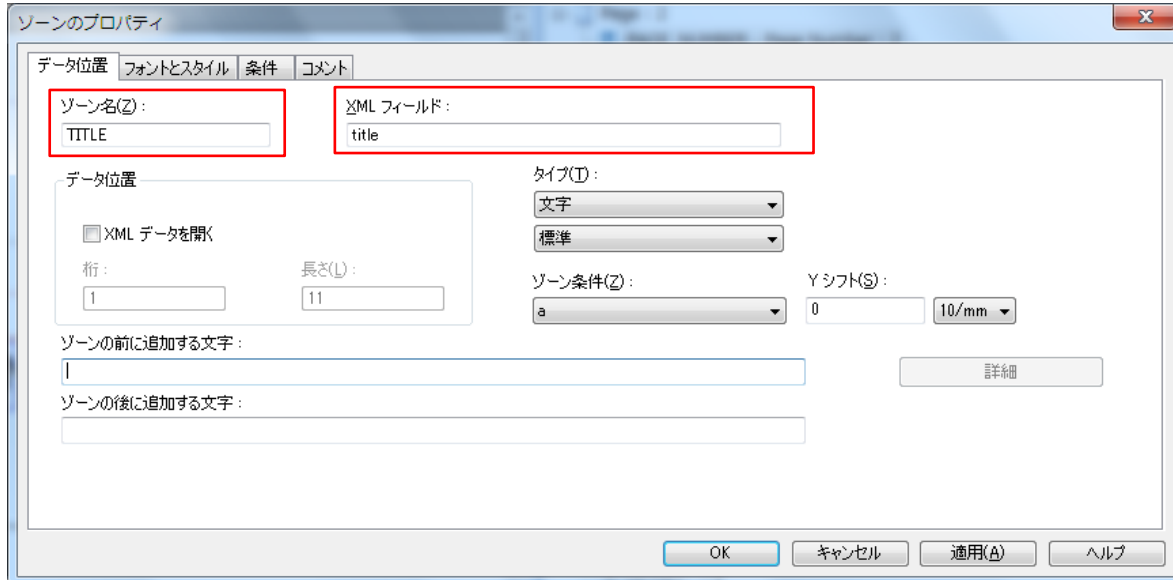 ゾーンのプロパティ
データ位置 フォントとスタイル 条件 コメント
ゾーン名(Z):
XML フィールド:
TITLE
title
データ位置
タイプ(T):
文字
XML データを開く
標準
桁:
長さ(L):
ゾーン条件(Z):
Y シフト(S):
1
11
a
0
10/mm
ゾーンの前に追加する文字:
詳細
ゾーンの後に追加する文字:
OK キャンセル 適用(A) ヘルプ